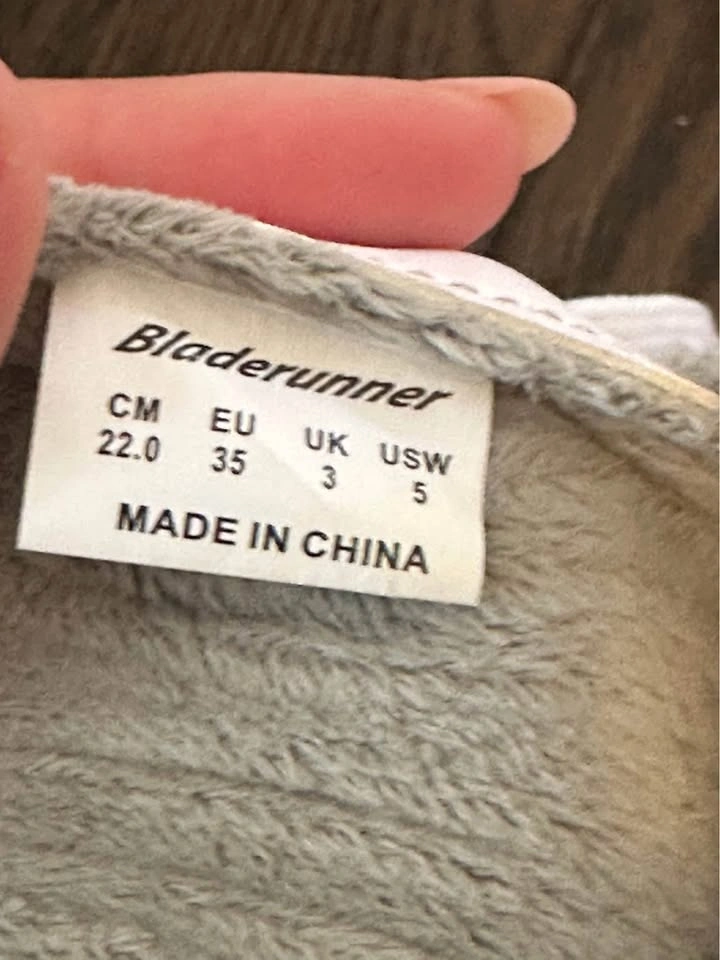 Bladerunner
CM EU UK USW
22.0 35 3 5
MADE IN CHINA